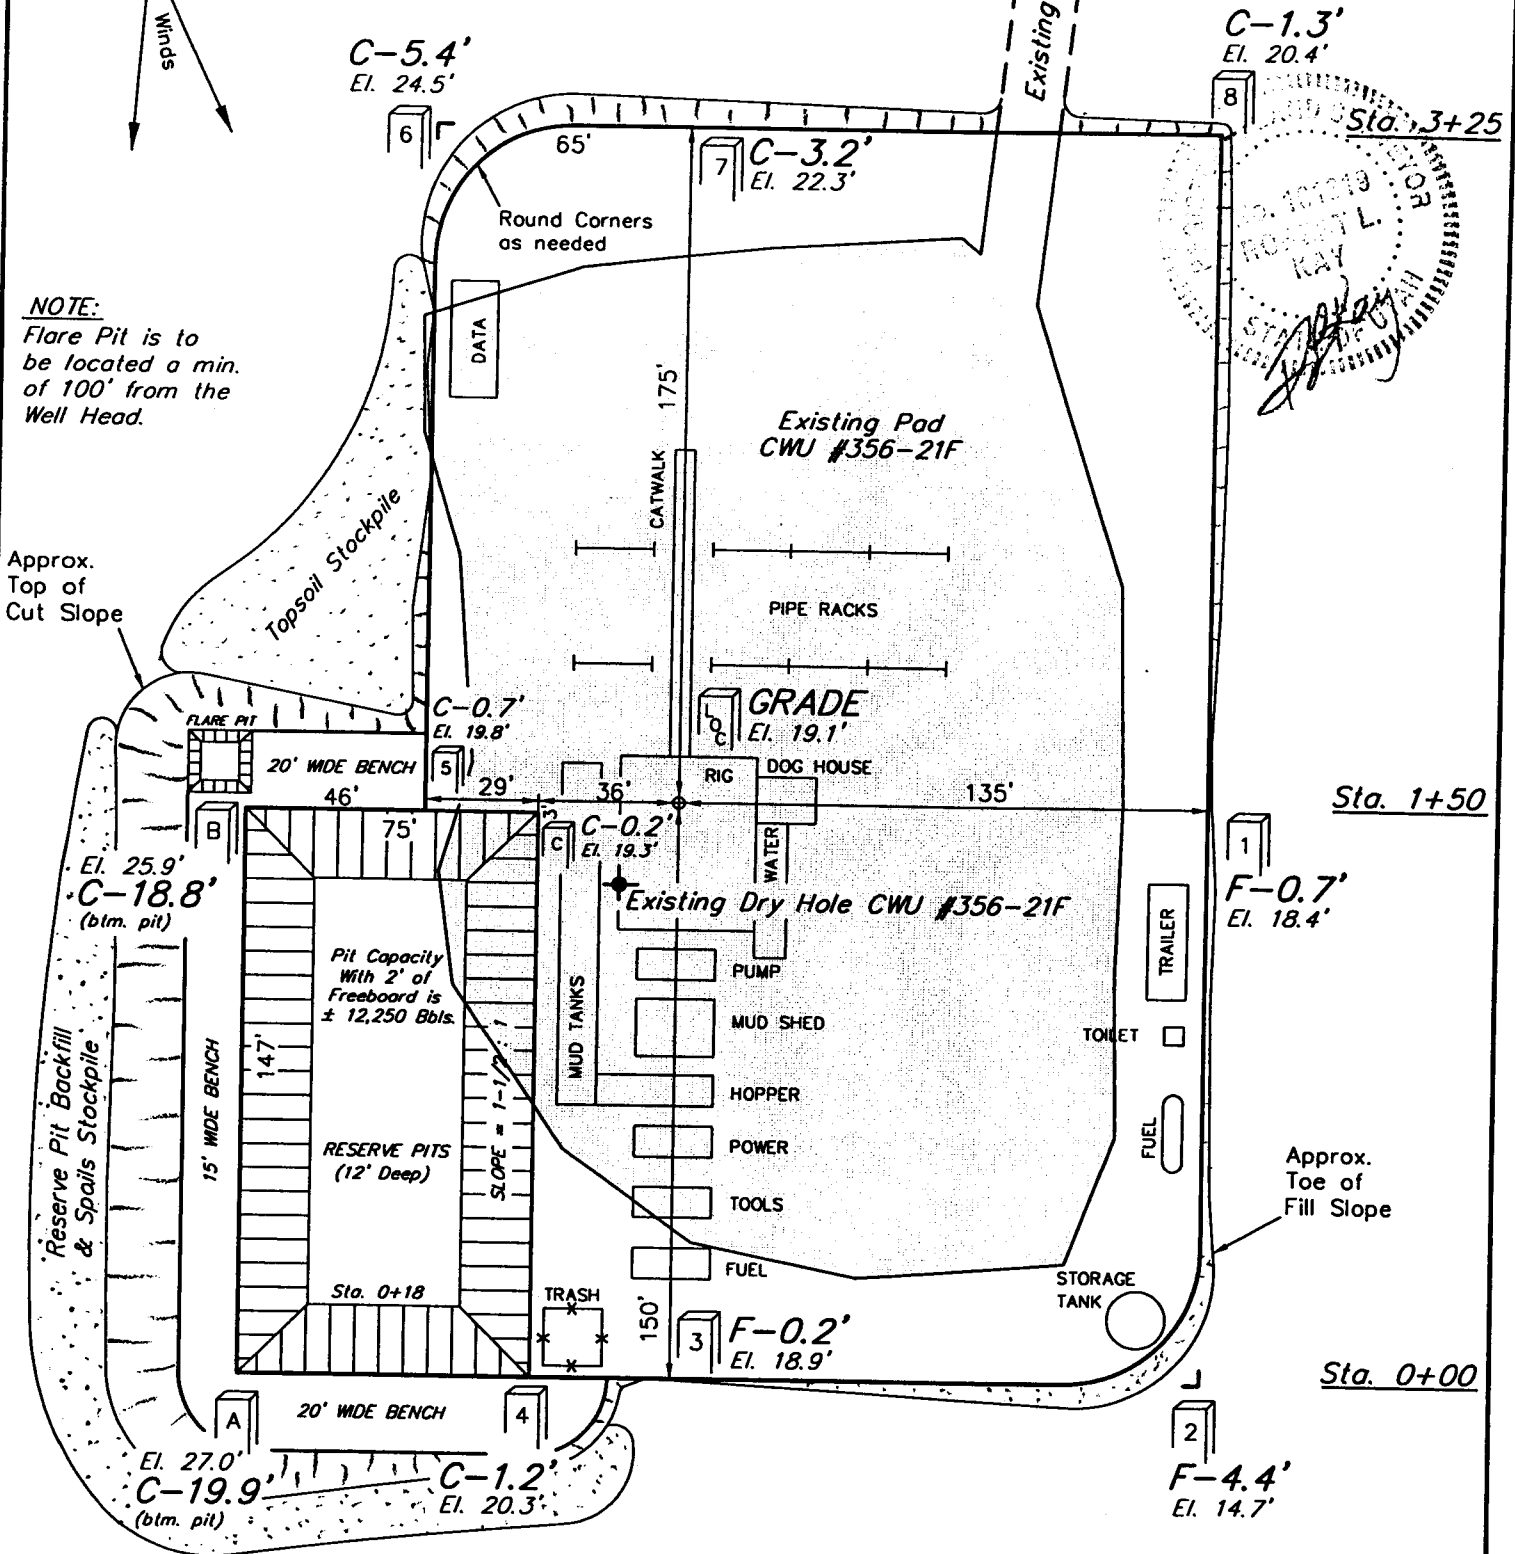 Winds
C-5.4'
El. 24.5'
6
Existing
C-1.3'
El. 20.4'
8
Sta. 3+25
65'
7
C-3.2'
El. 22.3'
Round Corners
as needed
ROBERT L.
KAY
NOTE:
Flare Pit is to
be located a min.
of 100' from the
Well Head.
DATA
175'
Existing Pad
CWU #356-21F
CATWALK
Topsoil Stockpile
Approx.
Top of
Cut Slope
PIPE RACKS
C-0.7'
El. 19.8'
LOC
GRADE
El. 19.1'
FLARE PIT
20' WIDE BENCH
5
RIG
DOG HOUSE
46'
29'
36'
135'
Sta. 1+50
B
75'
3'
C
C-0.2'
El. 19.3'
WATER
1
El. 25.9'
C-18.8'
(btm. pit)
F-0.7'
El. 18.4'
Existing Dry Hole CWU #356-21F
TRAILER
Pit Capacity
With 2' of
Freeboard is
± 12,250 Bbls.
PUMP
MUD TANKS
MUD SHED
TOILET
Reserve Pit Backfill
& Spoils Stockpile
15' WIDE BENCH
147'
SLOPE = 1-1/2 : 1
HOPPER
RESERVE PITS
(12' Deep)
POWER
FUEL
Approx.
Toe of
Fill Slope
TOOLS
FUEL
Sta. 0+18
TRASH
STORAGE
TANK
150'
3
F-0.2'
El. 18.9'
Sta. 0+00
A
20' WIDE BENCH
4
2
El. 27.0'
C-19.9'
(btm. pit)
C-1.2'
El. 20.3'
F-4.4'
El. 14.7'